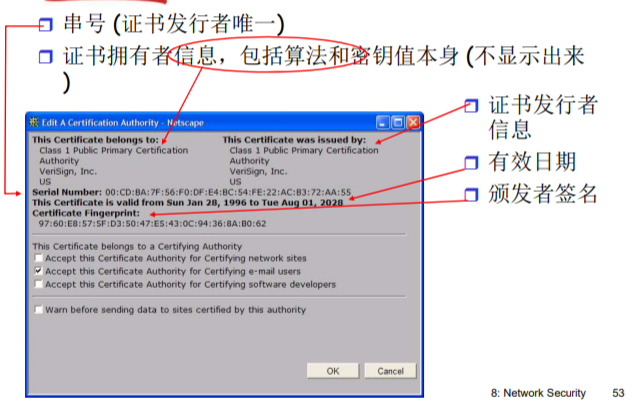 串号 (证书发行者唯一)
证书拥有者信息，包括算法和密钥值本身 (不显示出来
)
证书发行者
信息
有效日期
颁发者签名
Edit A Certification Authority - Netscape
This Certificate belongs to:
Class 1 Public Primary Certification
Authority
VeriSign, Inc.
US
This Certificate was issued by:
Class 1 Public Primary Certification
Authority
VeriSign, Inc.
US
Serial Number: 00:CD:BA:7F:56:F0:DF:E4:BC:54:FE:22:AC:B3:72:AA:55
This Certificate is valid from Sun Jan 28, 1996 to Tue Aug 01, 2028
Certificate Fingerprint:
97:60:E8:57:5F:D3:50:47:E5:43:0C:94:36:8A:B0:62
This Certificate belongs to a Certifying Authority
Accept this Certificate Authority for Certifying network sites
Accept this Certificate Authority for Certifying e-mail users
Accept this Certificate Authority for Certifying software developers
Warn before sending data to sites certified by this authority
OK
Cancel
8: Network Security
53